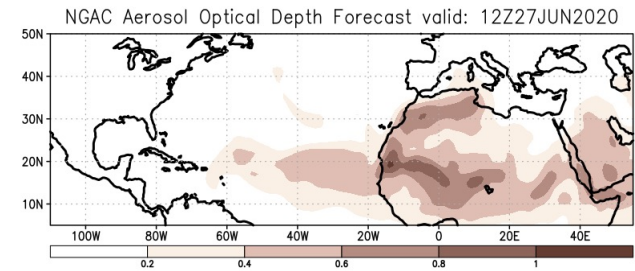 NGAC Aerosol Optical Depth Forecast valid: 12Z27JUN2020
50N
40N
30N
20N
10N
100W 80W 60W 40W 20W 0 20E 40E
0.2 0.4 0.6 0.8 1